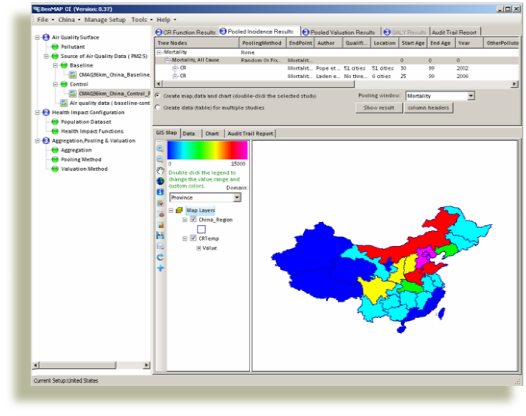 BenMAP CE (Version: 0.37)
File China Manage Setup Tools Help
Air Quality Surface
Pollutant
Source of Air Quality Data (PM2.5)
Baseline
CMAQ36km_China_Baseline_
Control
CMAQ36km_China_Control_
Air quality data (baseline-cont
Health Impact Configuration
Population Dataset
Health Impact Functions
Aggregation,Pooling & Valuation
Aggregation
Pooling Method
Valuation Method
CR Function Results Pooled Incidence Results Pooled Valuation Results QALY Results Audit Trail Report
Tree Nodes PoolingMethod EndPoint Author Qualifi... Location Start Age End Age Year OtherPolluta
Mortality None
Mortality, All Cause Random Or Fix... Mortalit... 0 0 0
CR Mortalit... Pope et... 51 cities 51 cities 30 99 2002
CR Mortalit... Laden e... No thre... 6 cities 25 99 2006
Create map,data and chart(double-click the selected study) Pooling window: Mortality
Create data (table) for multiple studies Show result column headers
GIS Map Data Chart Audit Trail Report
0 25000
Double click the legend to
change the value range and
custom colors. Domain:
Province
Map Layers
China_Region
CRTemp
Value
Current Setup:United States